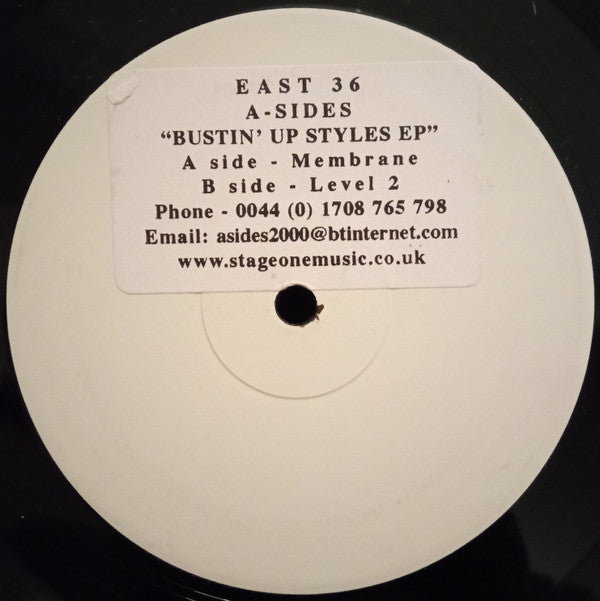 EAST 36
A-SIDES
“BUSTIN’ UP STYLES EP”
A side - Membrane
B side - Level 2
Phone - 0044 (0) 1708 765 798
Email: asides2000@btinternet.com
www.stageonemusic.co.uk